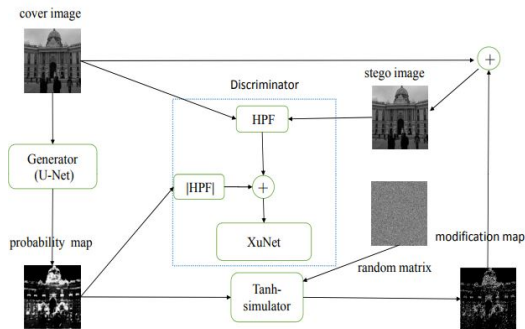 cover image
stego image
Discriminator
HPF
Generator
(U-Net)
|HPF|
XuNet
probability map
random matrix
modification map
Tanh-
simulator